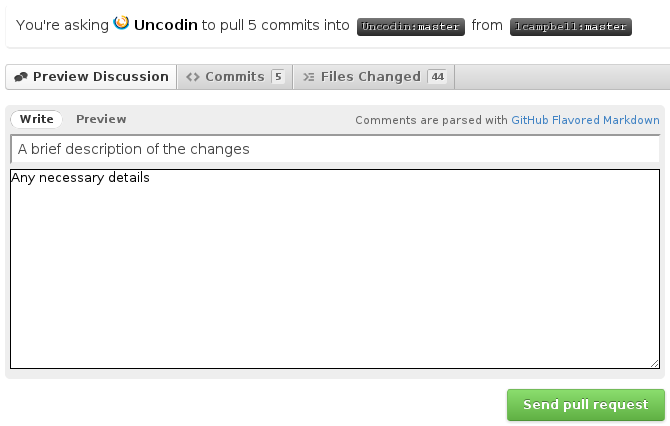 You're asking Uncodin to pull 5 commits into Uncodin:master from lcampbell:master
Preview Discussion Commits 5 Files Changed 44
Write Preview Comments are parsed with GitHub Flavored Markdown
A brief description of the changes
Any necessary details
Send pull request